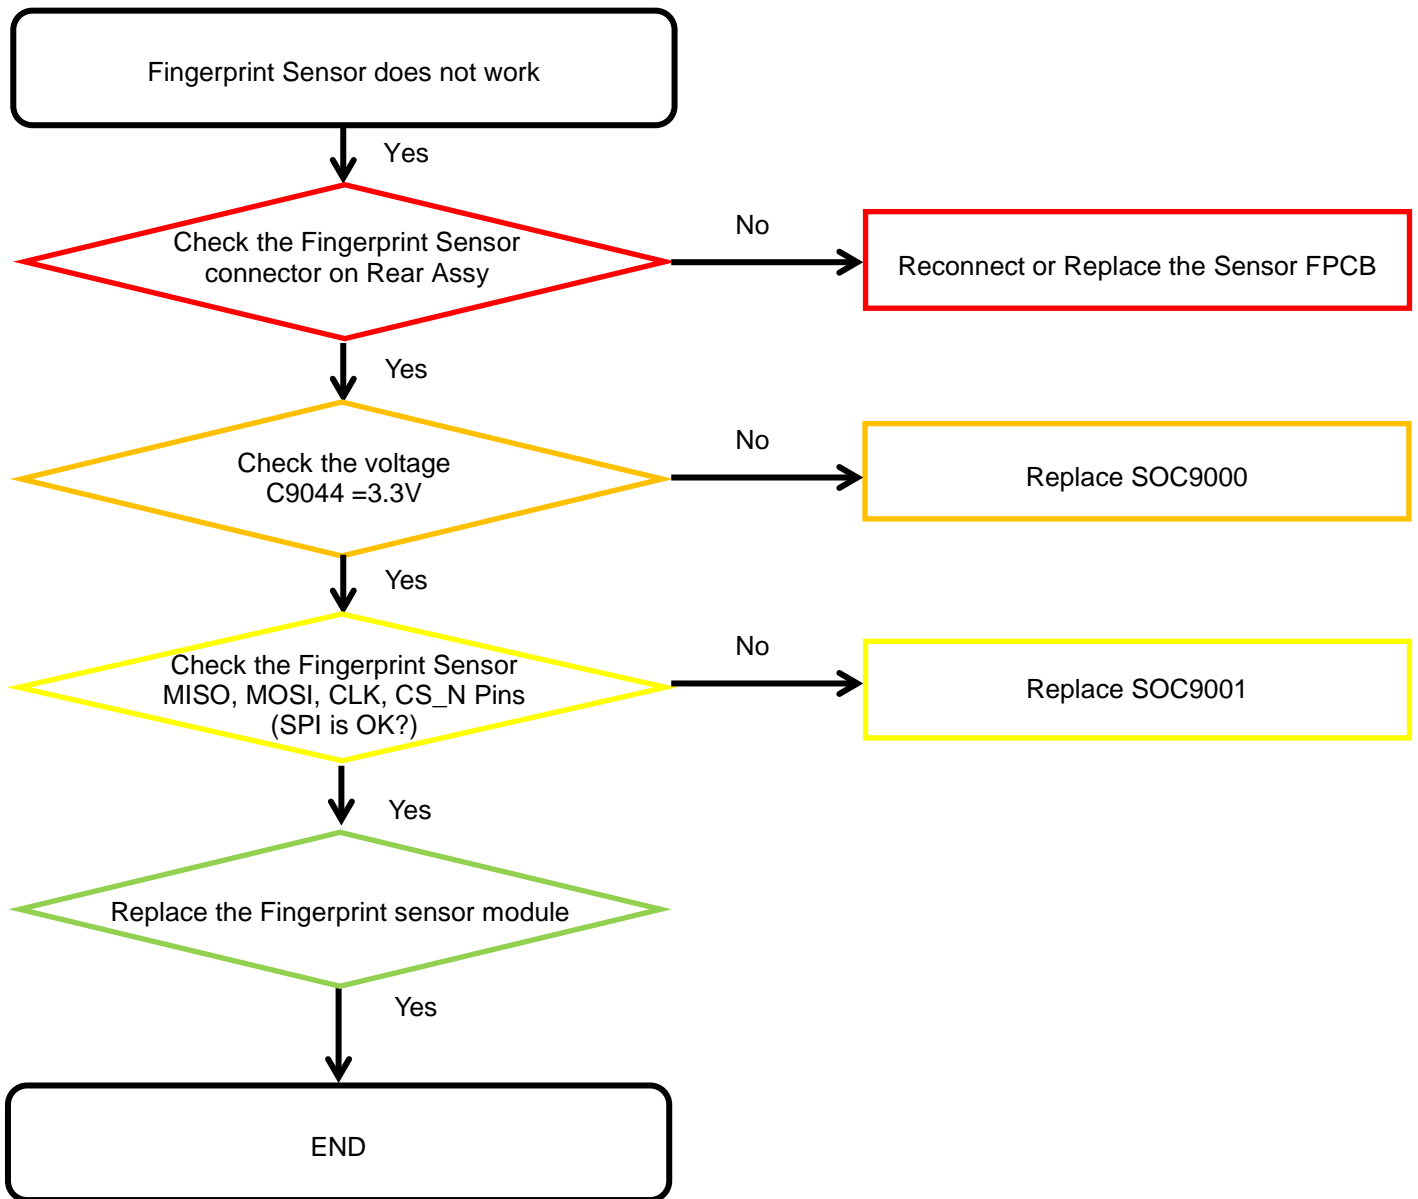 Fingerprint Sensor does not work
Yes
Check the Fingerprint Sensor
connector on Rear Assy
No
Reconnect or Replace the Sensor FPCB
Yes
Check the voltage
C9044 =3.3V
No
Replace SOC9000
Yes
Check the Fingerprint Sensor
MISO, MOSI, CLK, CS_N Pins
(SPI is OK?)
No
Replace SOC9001
Yes
Replace the Fingerprint sensor module
Yes
END